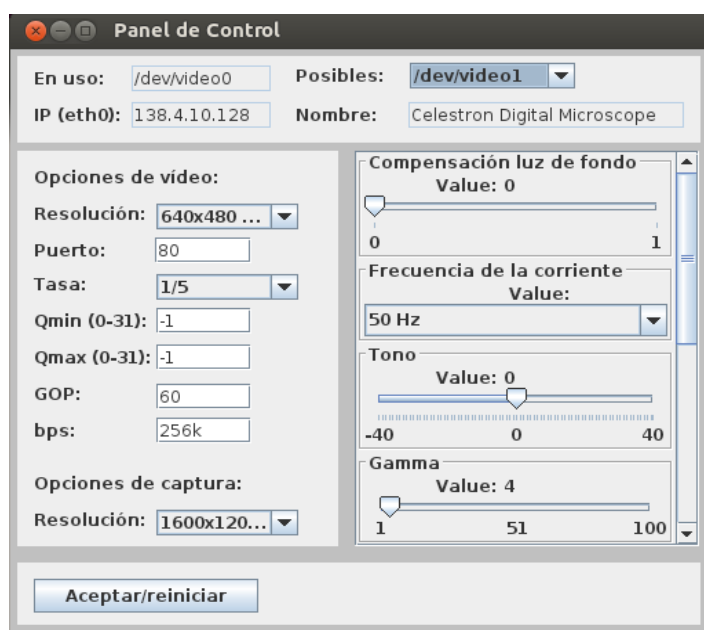 Panel de Control
En uso: /dev/video0 Posibles: /dev/video1
IP (eth0): 138.4.10.128 Nombre: Celestron Digital Microscope
Opciones de vídeo:
Resolución: 640x480 ...
Puerto: 80
Tasa: 1/5
Qmin (0-31): -1
Qmax (0-31): -1
GOP: 60
bps: 256k
Opciones de captura:
Resolución: 1600x120...
Compensación luz de fondo
Value: 0
0 1
Frecuencia de la corriente
Value:
50 Hz
Tono
Value: 0
-40 0 40
Gamma
Value: 4
1 51 100
Aceptar/reiniciar